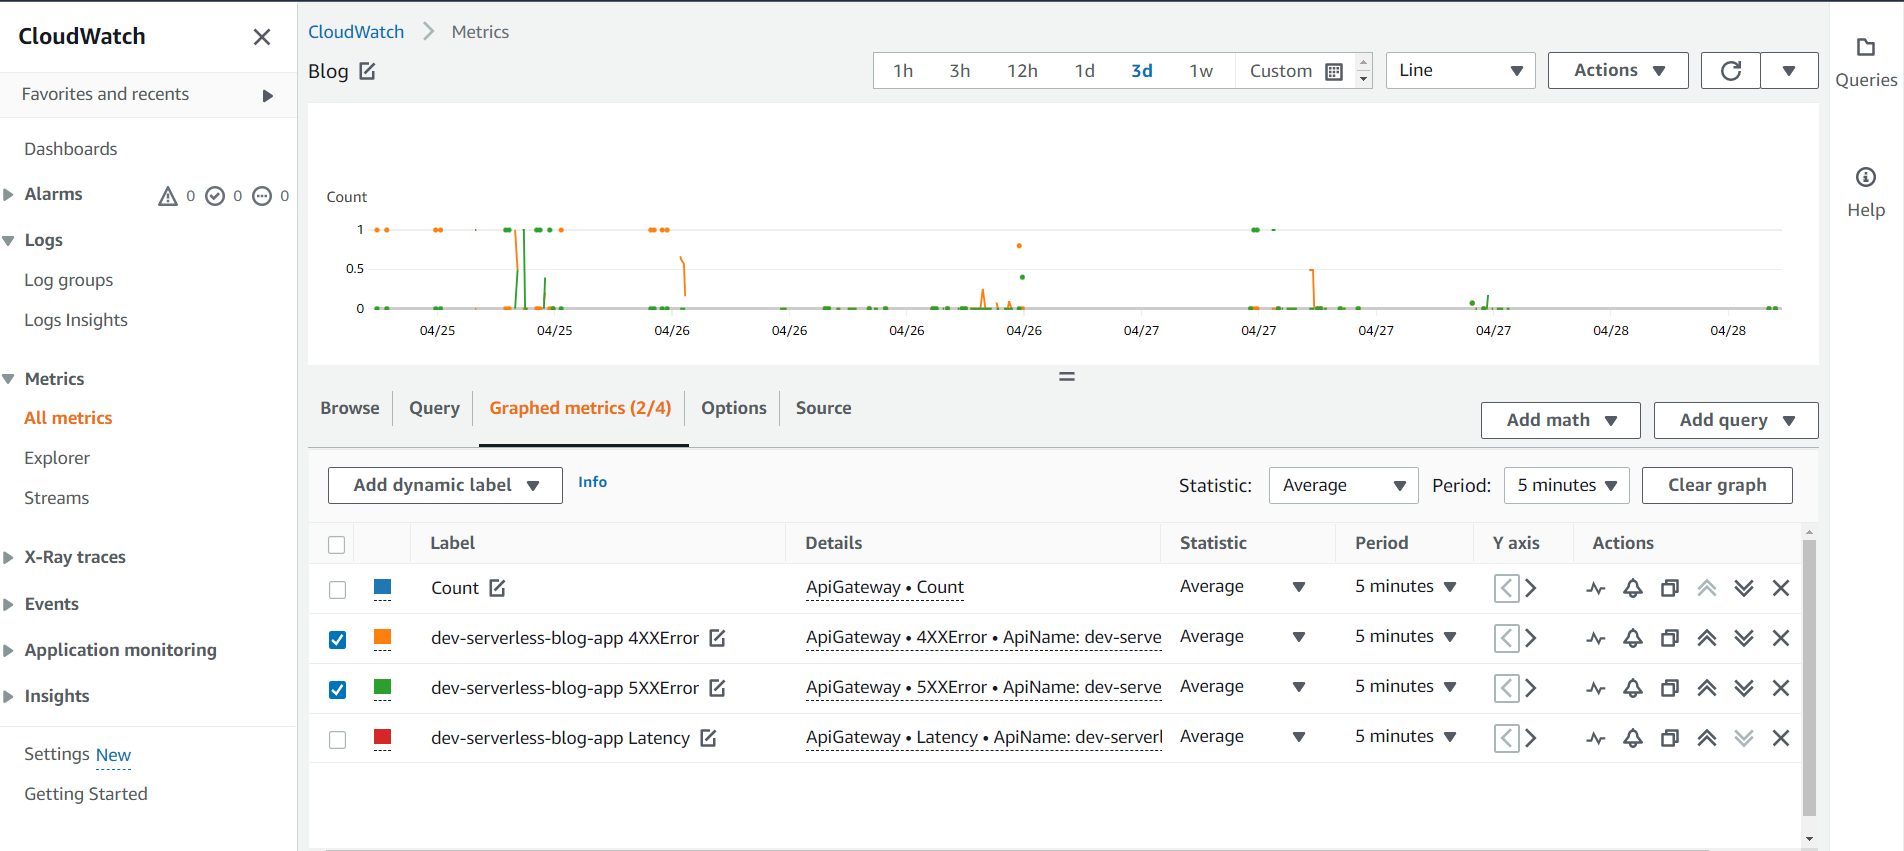 CloudWatch
Favorites and recents
Dashboards
Alarms 0 0 0
Logs
Log groups
Logs Insights
Metrics
All metrics
Explorer
Streams
X-Ray traces
Events
Application monitoring
Insights
Settings New
Getting Started
CloudWatch Metrics
Blog
1h 3h 12h 1d 3d 1w Custom
Line
Actions
Queries
Help
Count
1
0.5
0
04/25 04/25 04/26 04/26 04/26 04/26 04/27 04/27 04/27 04/27 04/28 04/28
Browse Query Graphed metrics (2/4) Options Source
Add math Add query
Add dynamic label Info Statistic: Average Period: 5 minutes Clear graph
Label Details Statistic Period Y axis Actions
Count ApiGateway • Count Average 5 minutes
dev-serverless-blog-app 4XXError ApiGateway • 4XXError • ApiName: dev-serve Average 5 minutes
dev-serverless-blog-app 5XXError ApiGateway • 5XXError • ApiName: dev-serve Average 5 minutes
dev-serverless-blog-app Latency ApiGateway • Latency • ApiName: dev-serverl Average 5 minutes